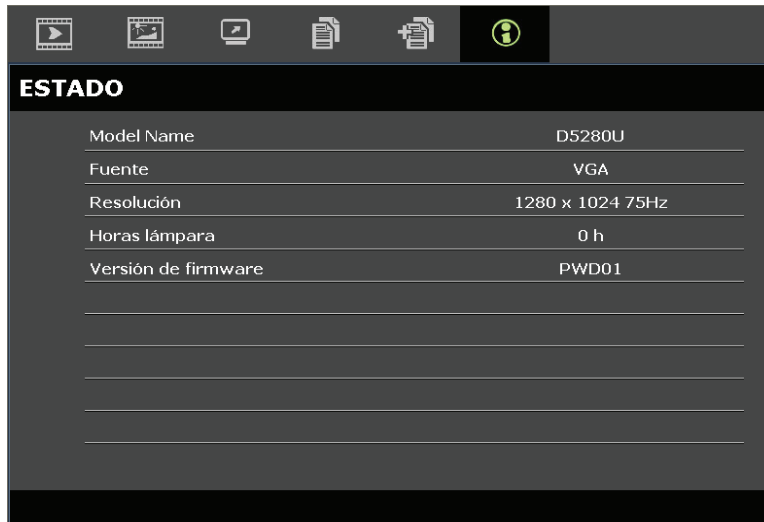 ESTADO
Model Name D5280U
Fuente VGA
Resolución 1280 x 1024 75Hz
Horas lámpara 0 h
Versión de firmware PWD01